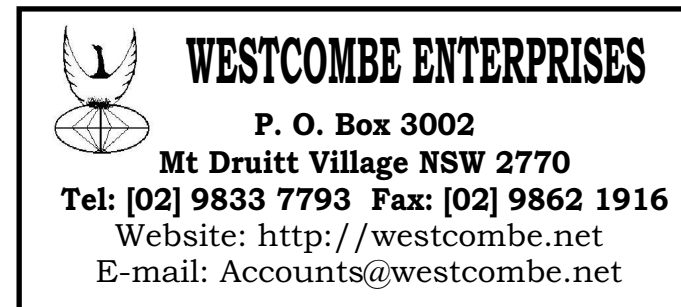 WESTCOMBE ENTERPRISES
P. O. Box 3002
Mt Druitt Village NSW 2770
Tel: [02] 9833 7793 Fax: [02] 9862 1916
Website: http://westcombe.net
E-mail: Accounts@westcombe.net